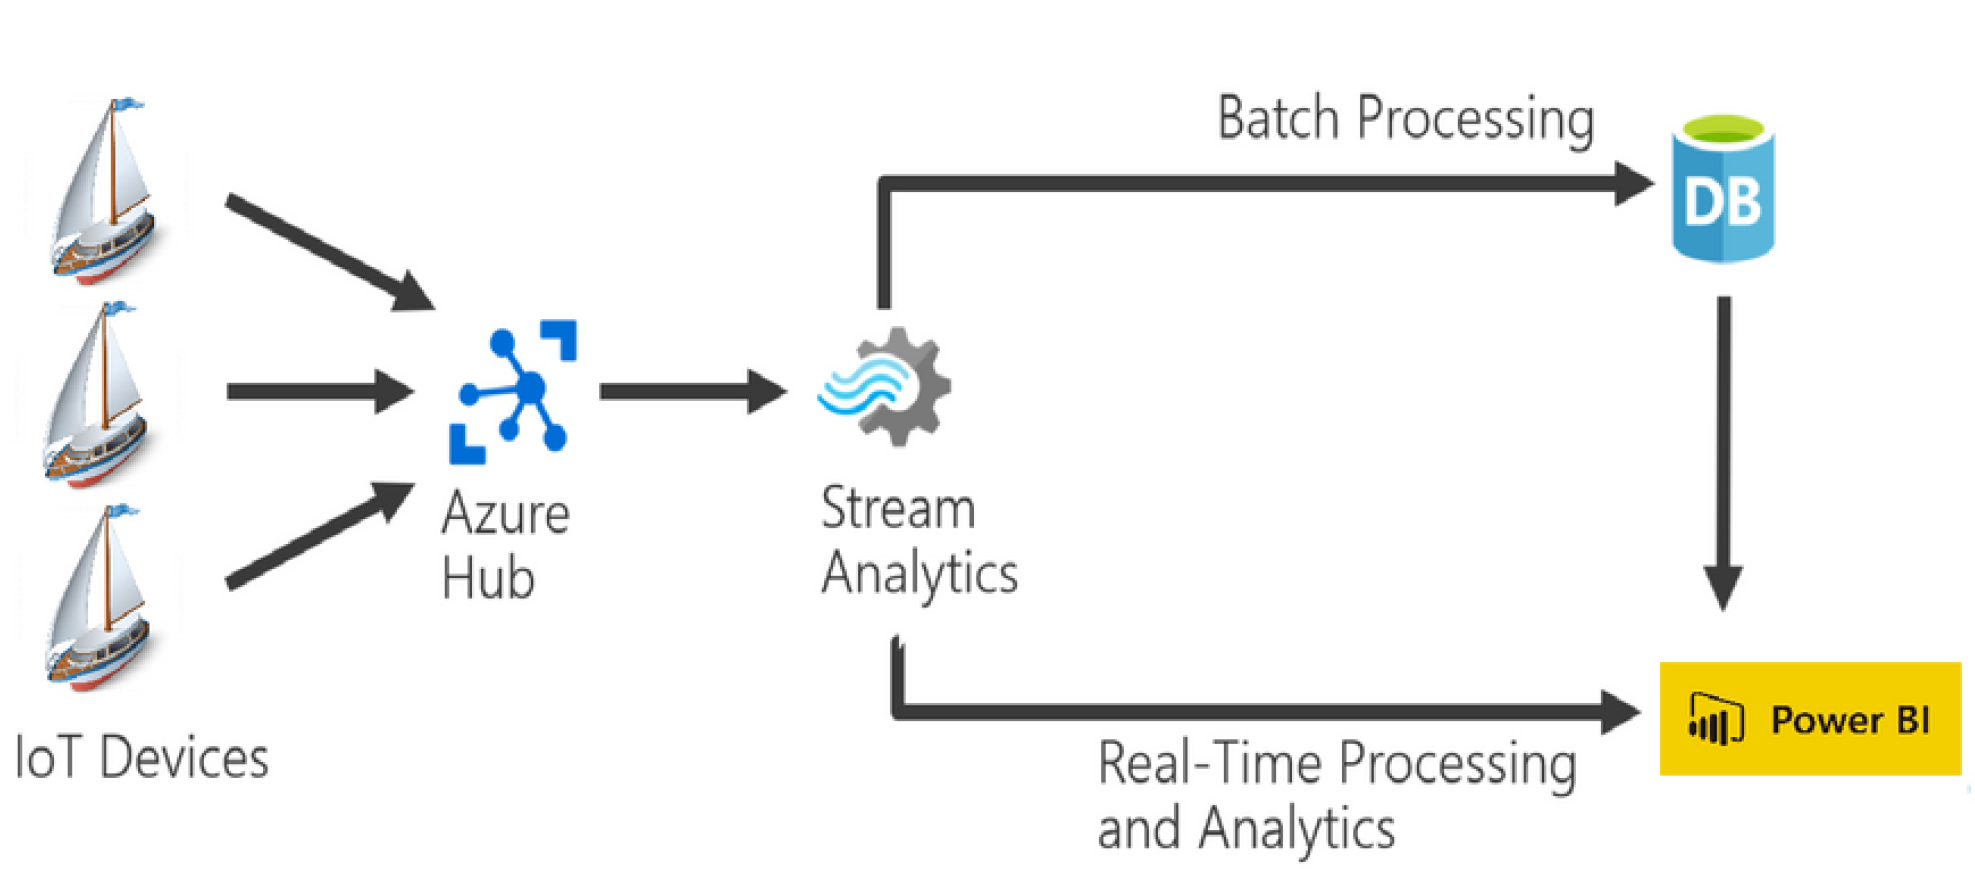 Batch Processing
DB
Azure
Hub
Stream
Analytics
IoT Devices
Power BI
Real-Time Processing
and Analytics